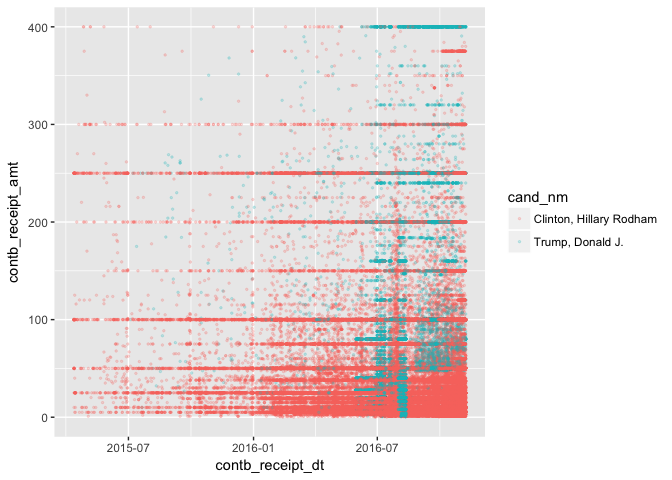 400
300
200
100
0
contb_receipt_amt
2015-07
2016-01
2016-07
contb_receipt_dt
cand_nm
Clinton, Hillary Rodham
Trump, Donald J.